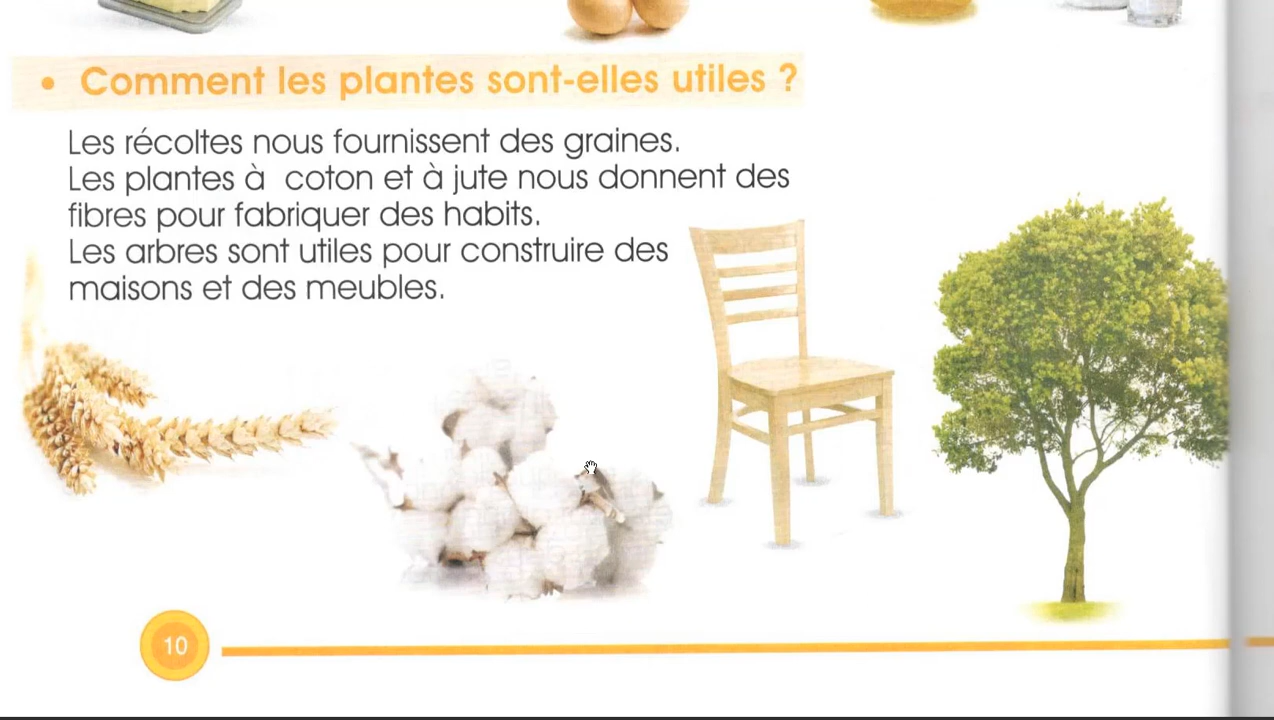 • Comment les plantes sont-elles utiles ?
Les récoltes nous fournissent des graines.
Les plantes à coton et à jute nous donnent des
fibres pour fabriquer des habits.
Les arbres sont utiles pour construire des
maisons et des meubles.
10